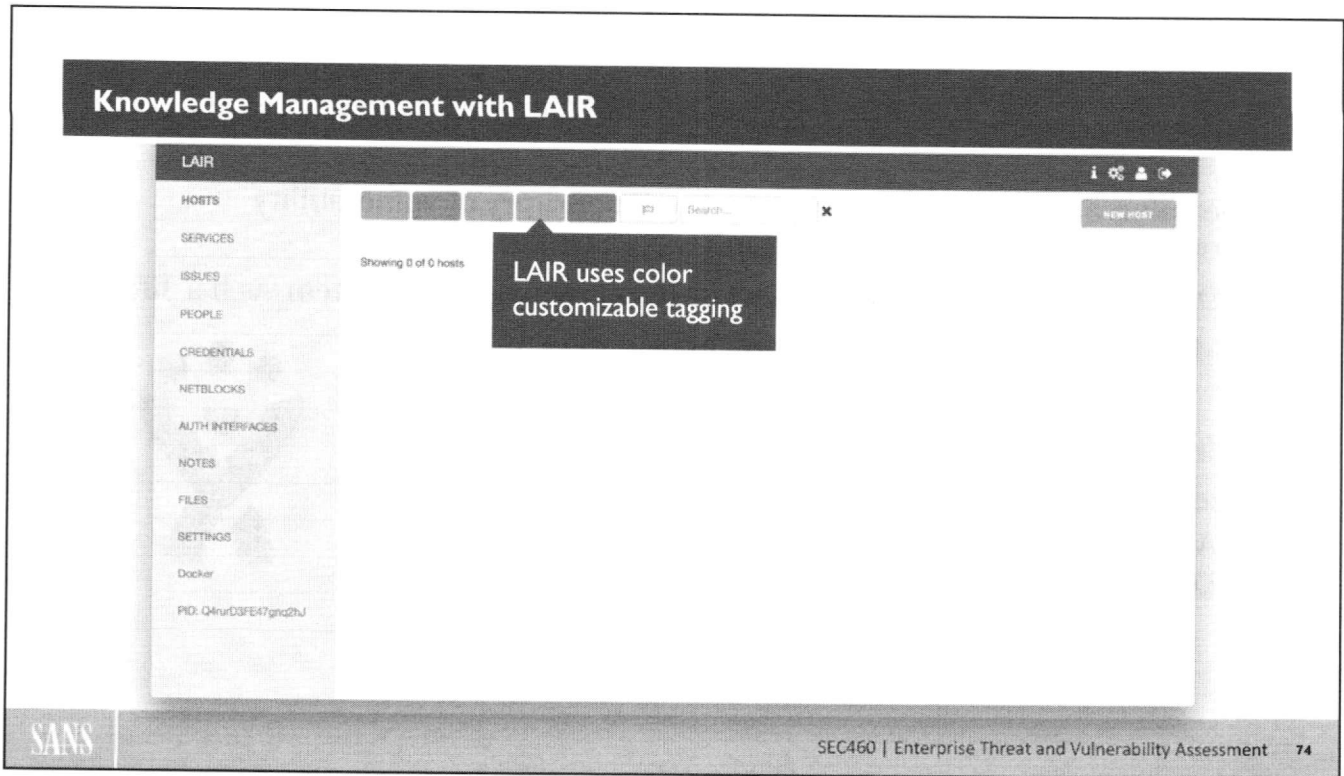 Knowledge Management with LAIR
LAIR
HOSTS
SERVICES
ISSUES
PEOPLE
CREDENTIALS
NETBLOCKS
AUTH INTERFACES
NOTES
FILES
SETTINGS
Docker
PID:
Search...
NEW HOST
Showing 0 of 0 hosts
LAIR uses color
customizable tagging
SANS
SEC460 | Enterprise Threat and Vulnerability Assessment 74